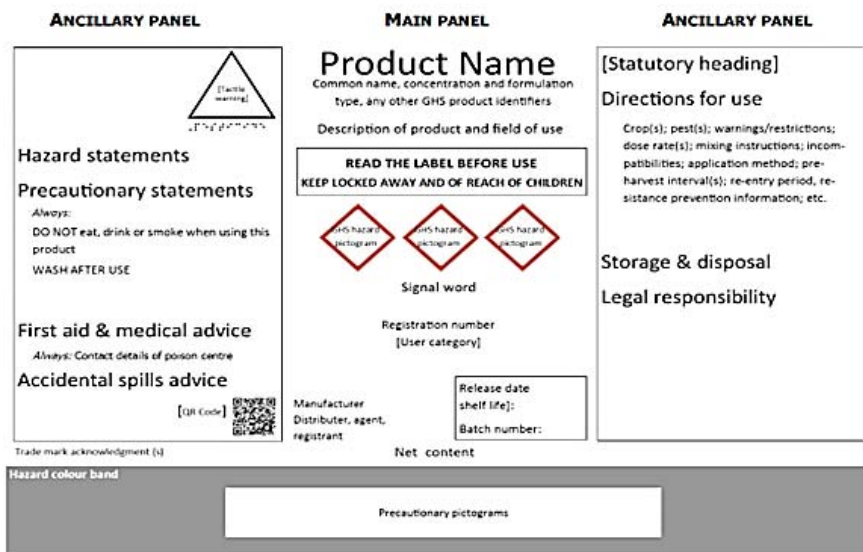 ANCILLARY PANEL
MAIN PANEL
ANCILLARY PANEL
[Tactile
warning]
Hazard statements
Precautionary statements
Always:
DO NOT eat, drink or smoke when using this
product
WASH AFTER USE
First aid & medical advice
Always: Contact details of poison centre
Accidental spills advice
[QR Code]
Trade mark acknowledgment (s)
Product Name
Common name, concentration and formulation
type, any other GHS product identifiers
Description of product and field of use
READ THE LABEL BEFORE USE
KEEP LOCKED AWAY AND OF REACH OF CHILDREN
GHS hazard
pictogram
GHS hazard
pictogram
GHS hazard
pictogram
Signal word
Registration number
[User category]
Manufacturer
Distributer, agent,
registrant
Release date
shelf life]:
Batch number:
Net content
[Statutory heading]
Directions for use
Crop(s); pest(s); warnings/restrictions;
dose rate(s); mixing instructions; incom-
patibilities; application method; pre-
harvest interval(s); re-entry period, re-
sistance prevention information; etc.
Storage & disposal
Legal responsibility
Hazard colour band
Precautionary pictograms